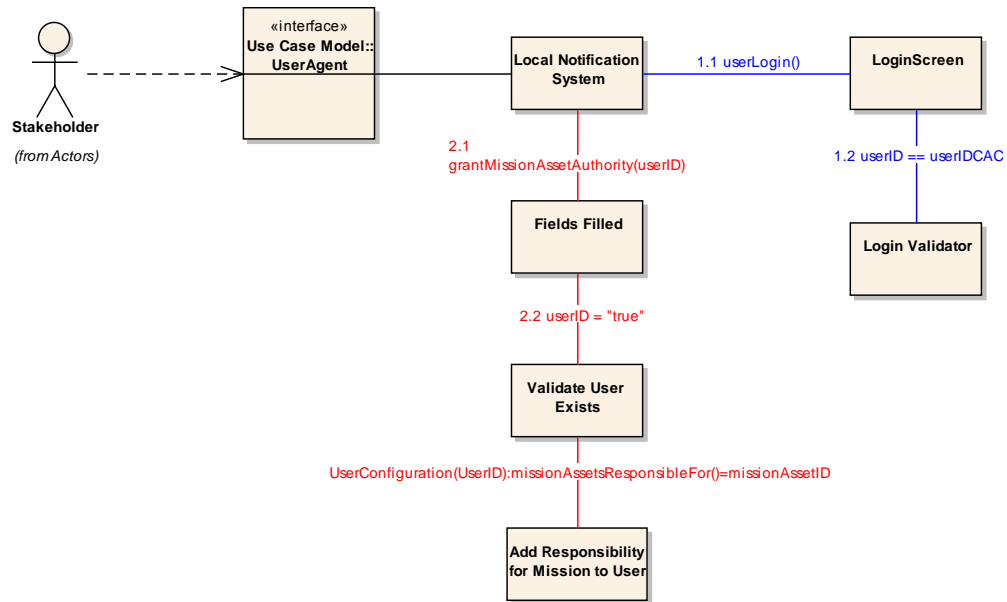 «interface»
Use Case Model::
UserAgent
Stakeholder
(from Actors)
Local Notification
System
1.1 userLogin()
LoginScreen
1.2 userID == userIDCAC
Login Validator
2.1
grantMissionAssetAuthority(userID)
Fields Filled
2.2 userID = "true"
Validate User
Exists
UserConfiguration(UserID):missionAssetsResponsibleFor()=missionAssetID
Add Responsibility
for Mission to User